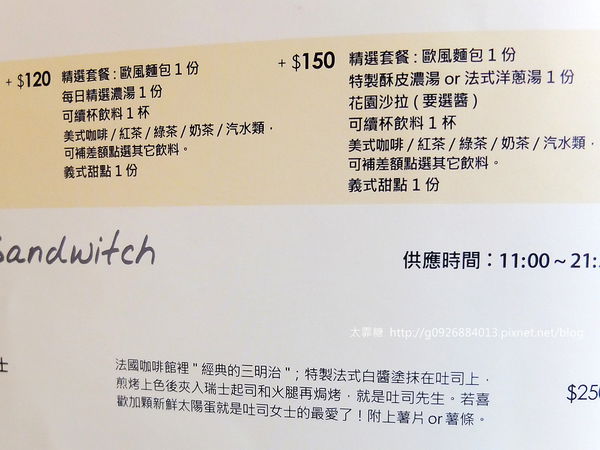 + $120 精選套餐 : 歐風麵包 1 份
每日精選濃湯 1 份
可續杯飲料 1 杯
美式咖啡 / 紅茶 / 綠茶 / 奶茶 / 汽水類，
可補差額點選其它飲料。
義式甜點 1 份
+ $150 精選套餐 : 歐風麵包 1 份
特製酥皮濃湯 or 法式洋蔥湯 1 份
花園沙拉 ( 要選醬 )
可續杯飲料 1 杯
美式咖啡 / 紅茶 / 綠茶 / 奶茶 / 汽水類，
可補差額點選其它飲料。
義式甜點 1 份
Sandwitch
供應時間：11:00～21:
太霏糖 http://g0926884013.pixnet.net/blog
士
法國咖啡館裡 " 經典的三明治 "；特製法式白醬塗抹在吐司上，
煎烤上色後夾入瑞士起司和火腿再焗烤，就是吐司先生。若喜
歡加顆新鮮太陽蛋就是吐司女士的最愛了！附上薯片 or 薯條。
$250